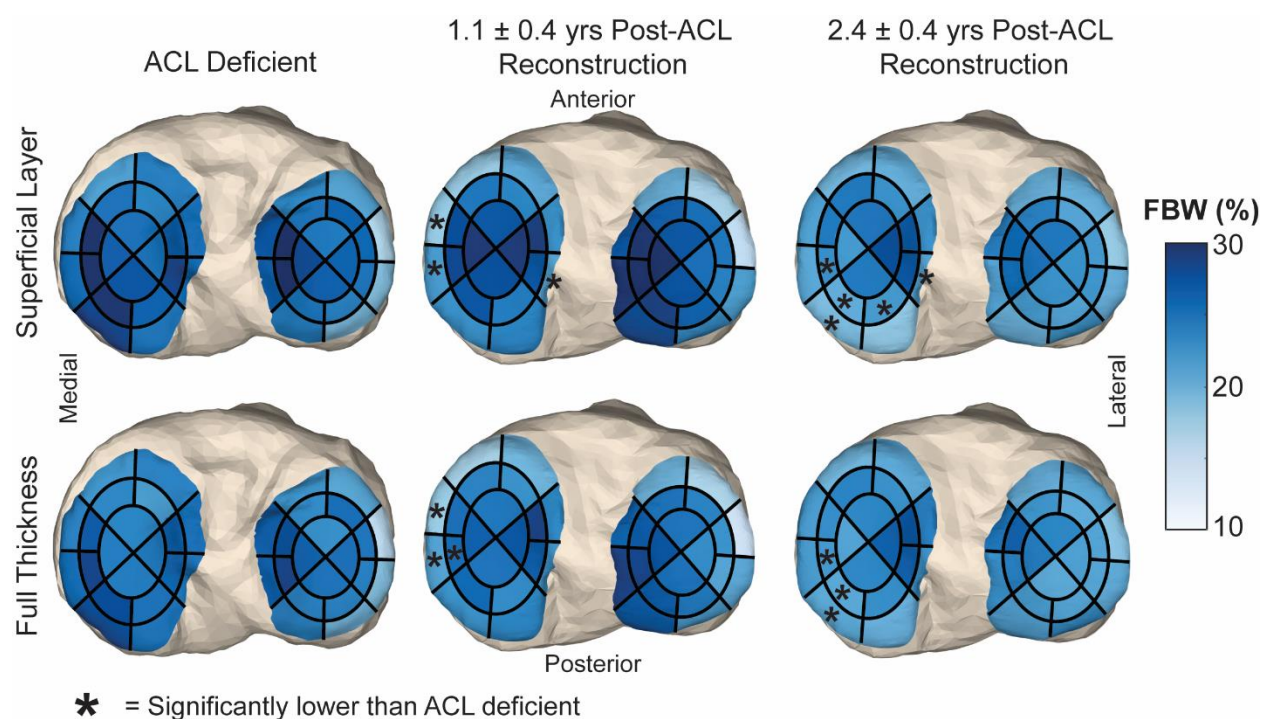 ACL Deficient
1.1 ± 0.4 yrs Post-ACL
Reconstruction
2.4 ± 0.4 yrs Post-ACL
Reconstruction
Anterior
Superficial Layer
Medial
Lateral
FBW (%)
30
20
10
Full Thickness
Posterior
* = Significantly lower than ACL deficient